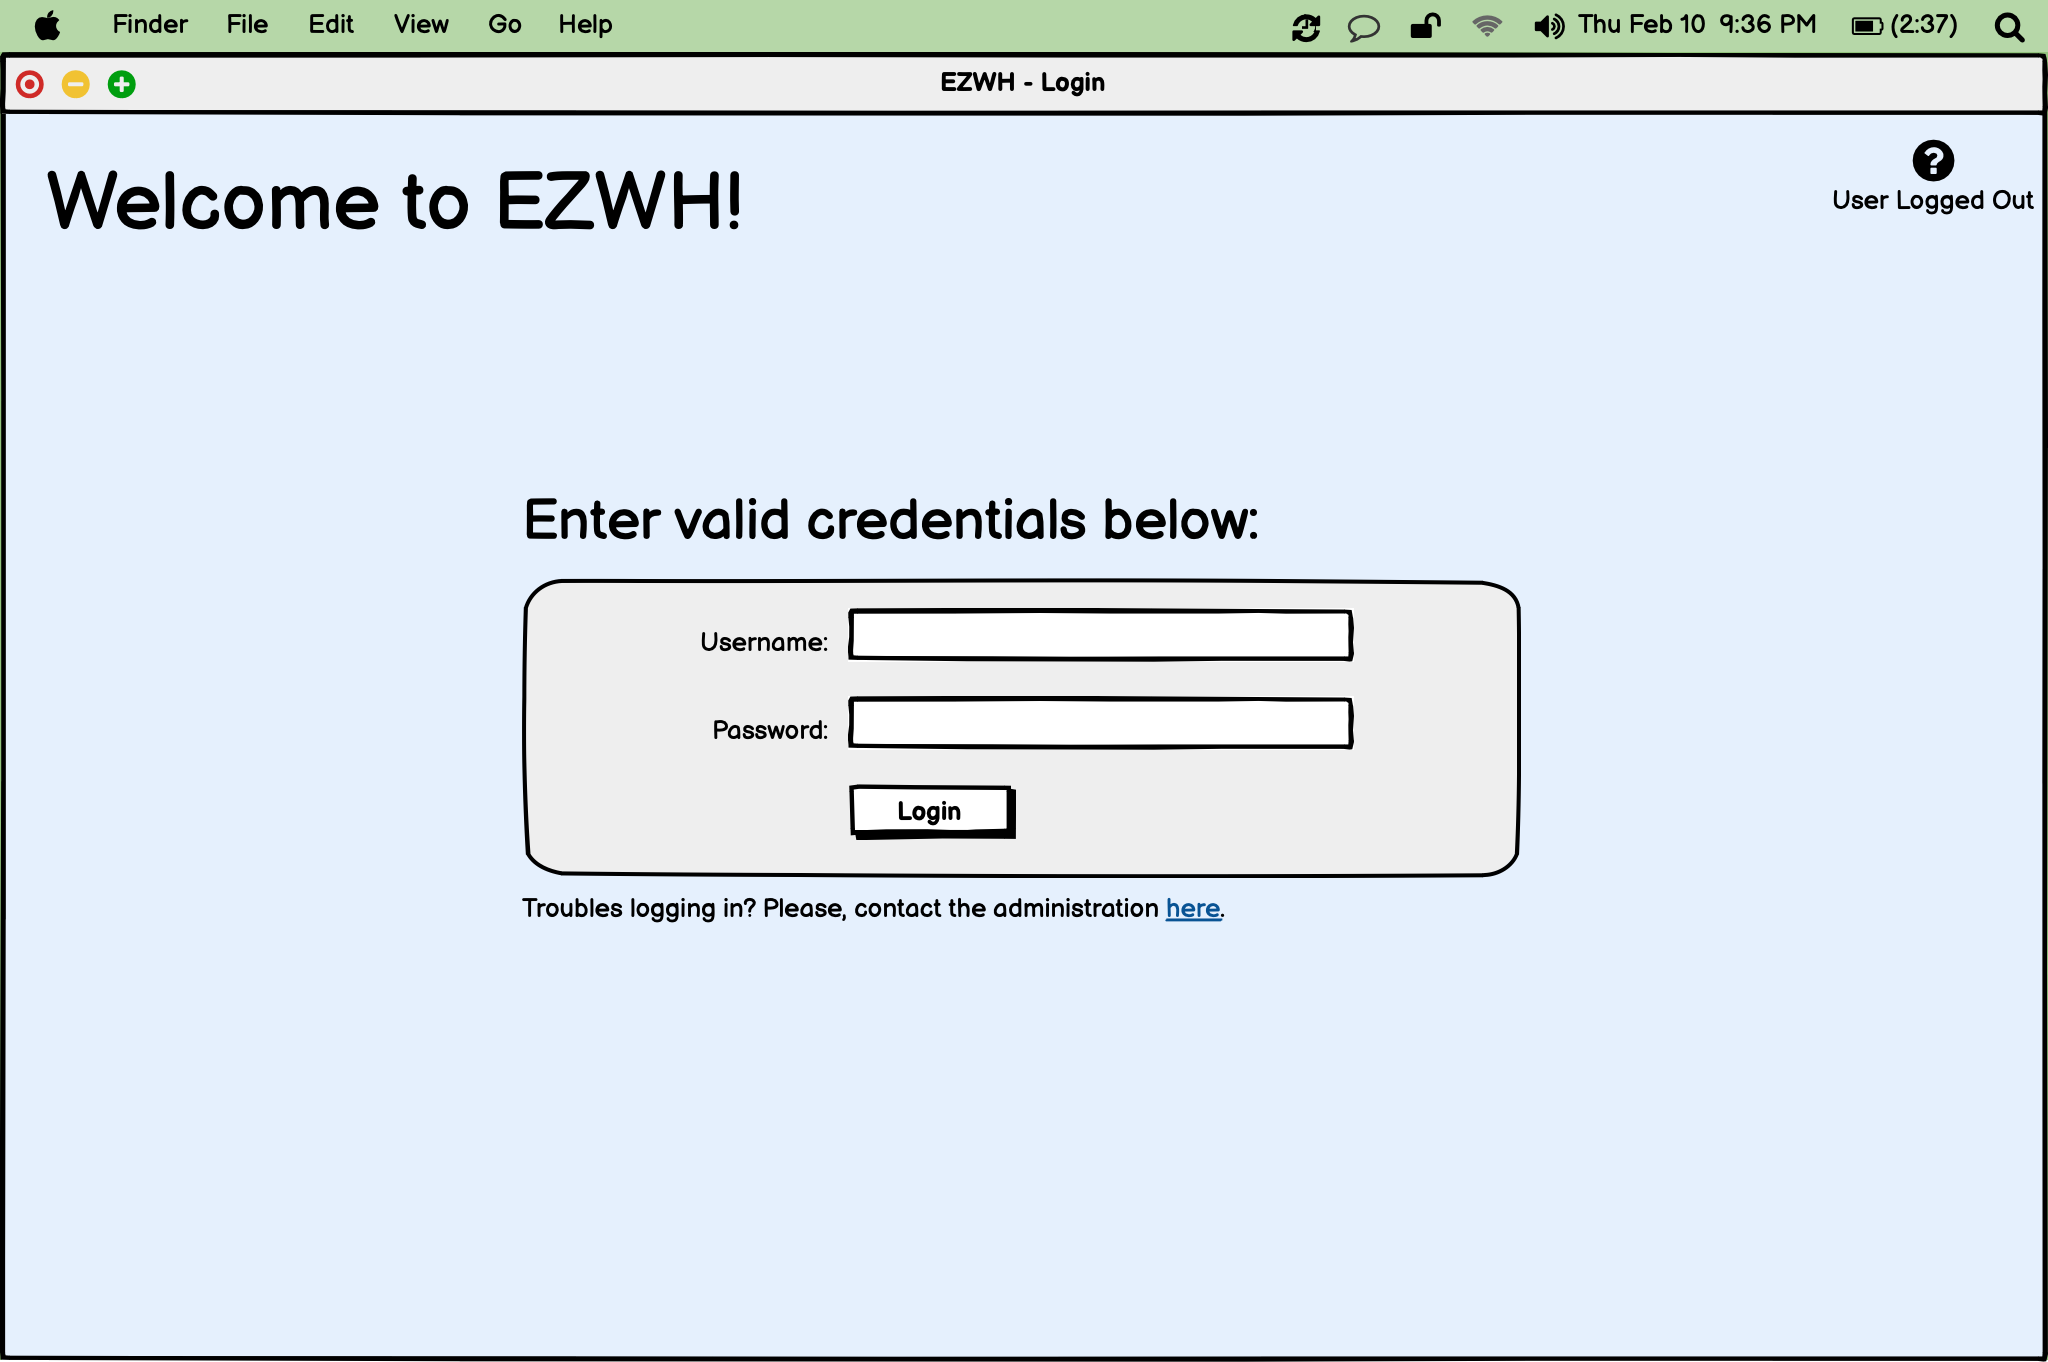 Finder File Edit View Go Help Thu Feb 10 9:36 PM (2:37)
EZWH - Login
Welcome to EZWH!
User Logged Out
Enter valid credentials below:
Username:
Password:
Login
Troubles logging in? Please, contact the administration here.